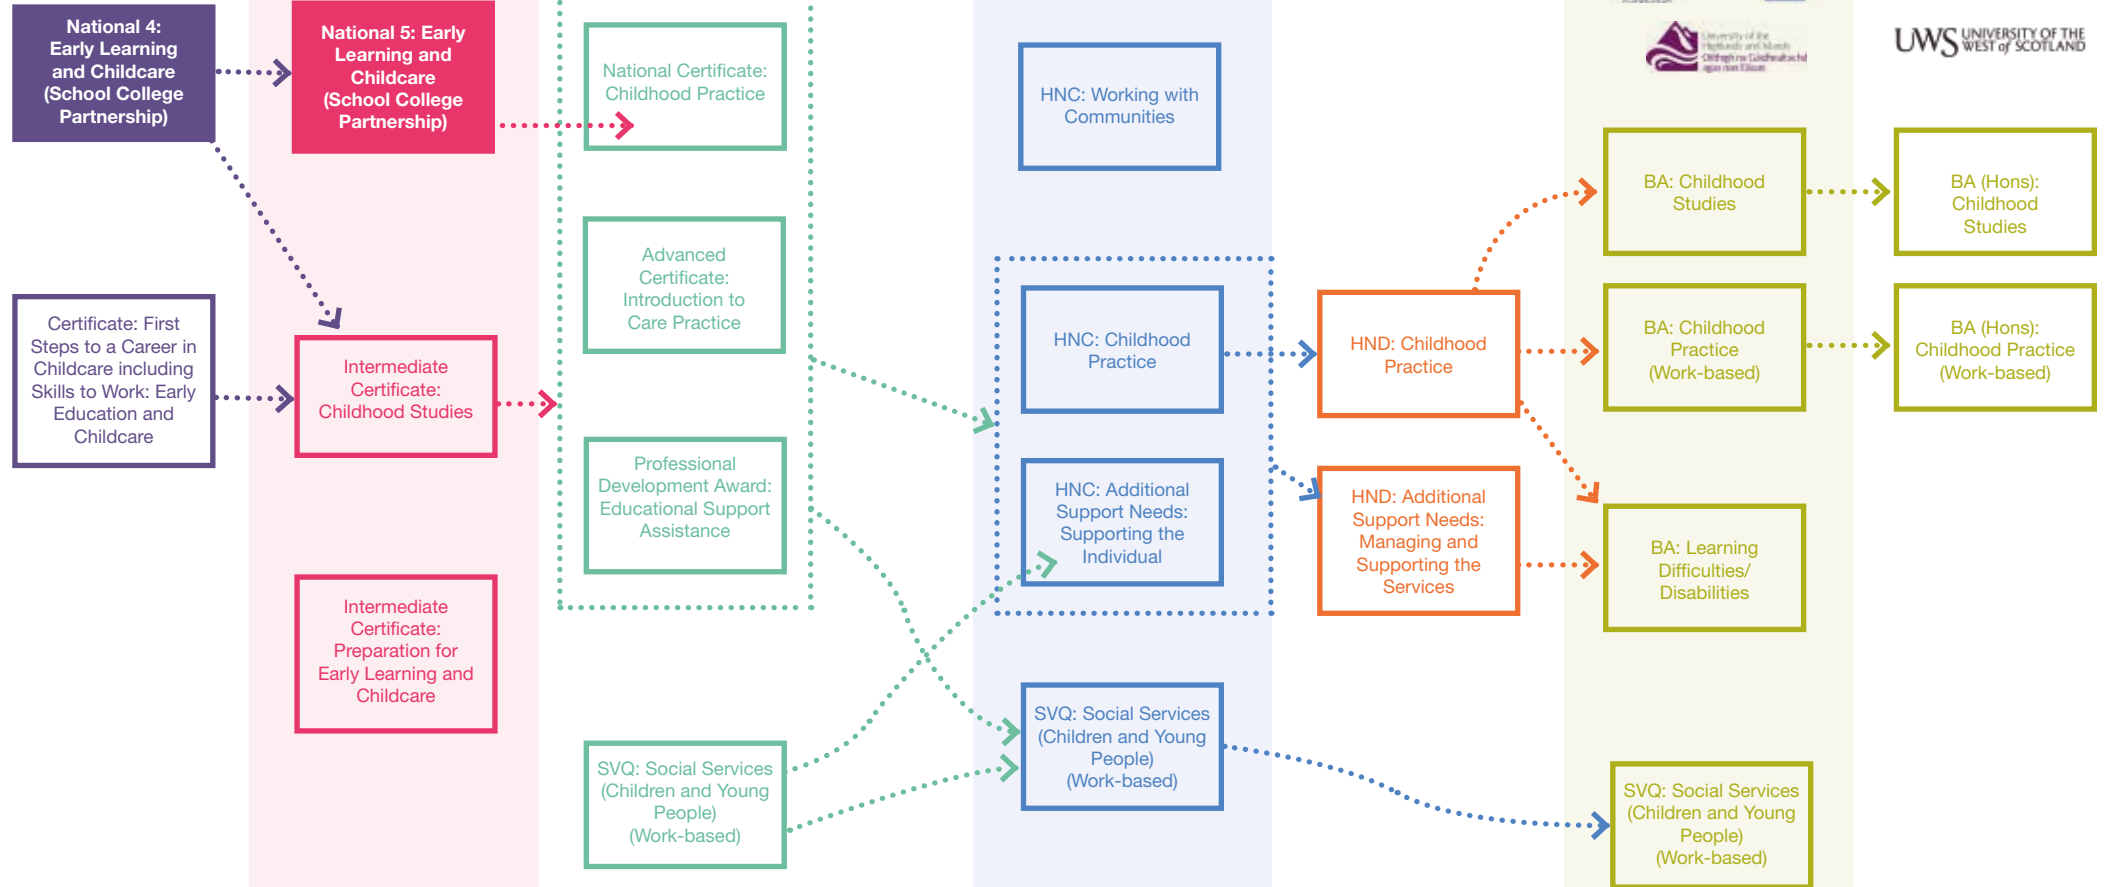 National 4:
Early Learning
and Childcare
(School College
Partnership)
Certificate: First
Steps to a Career in
Childcare including
Skills to Work: Early
Education and
Childcare
National 5: Early
Learning and
Childcare
(School College
Partnership)
Intermediate
Certificate:
Childhood Studies
Intermediate
Certificate:
Preparation for
Early Learning and
Childcare
National Certificate:
Childhood Practice
Advanced
Certificate:
Introduction to
Care Practice
Professional
Development Award:
Educational Support
Assistance
SVQ: Social Services
(Children and Young
People)
(Work-based)
HNC: Working with
Communities
HNC: Childhood
Practice
HNC: Additional
Support Needs:
Supporting the
Individual
SVQ: Social Services
(Children and Young
People)
(Work-based)
HND: Childhood
Practice
HND: Additional
Support Needs:
Managing and
Supporting the
Services
University of the
Highlands and Islands
BA: Childhood
Studies
BA: Childhood
Practice
(Work-based)
BA: Learning
Difficulties/
Disabilities
SVQ: Social Services
(Children and Young
People)
(Work-based)
UWS UNIVERSITY OF THE
WEST of SCOTLAND
BA (Hons):
Childhood
Studies
BA (Hons):
Childhood Practice
(Work-based)